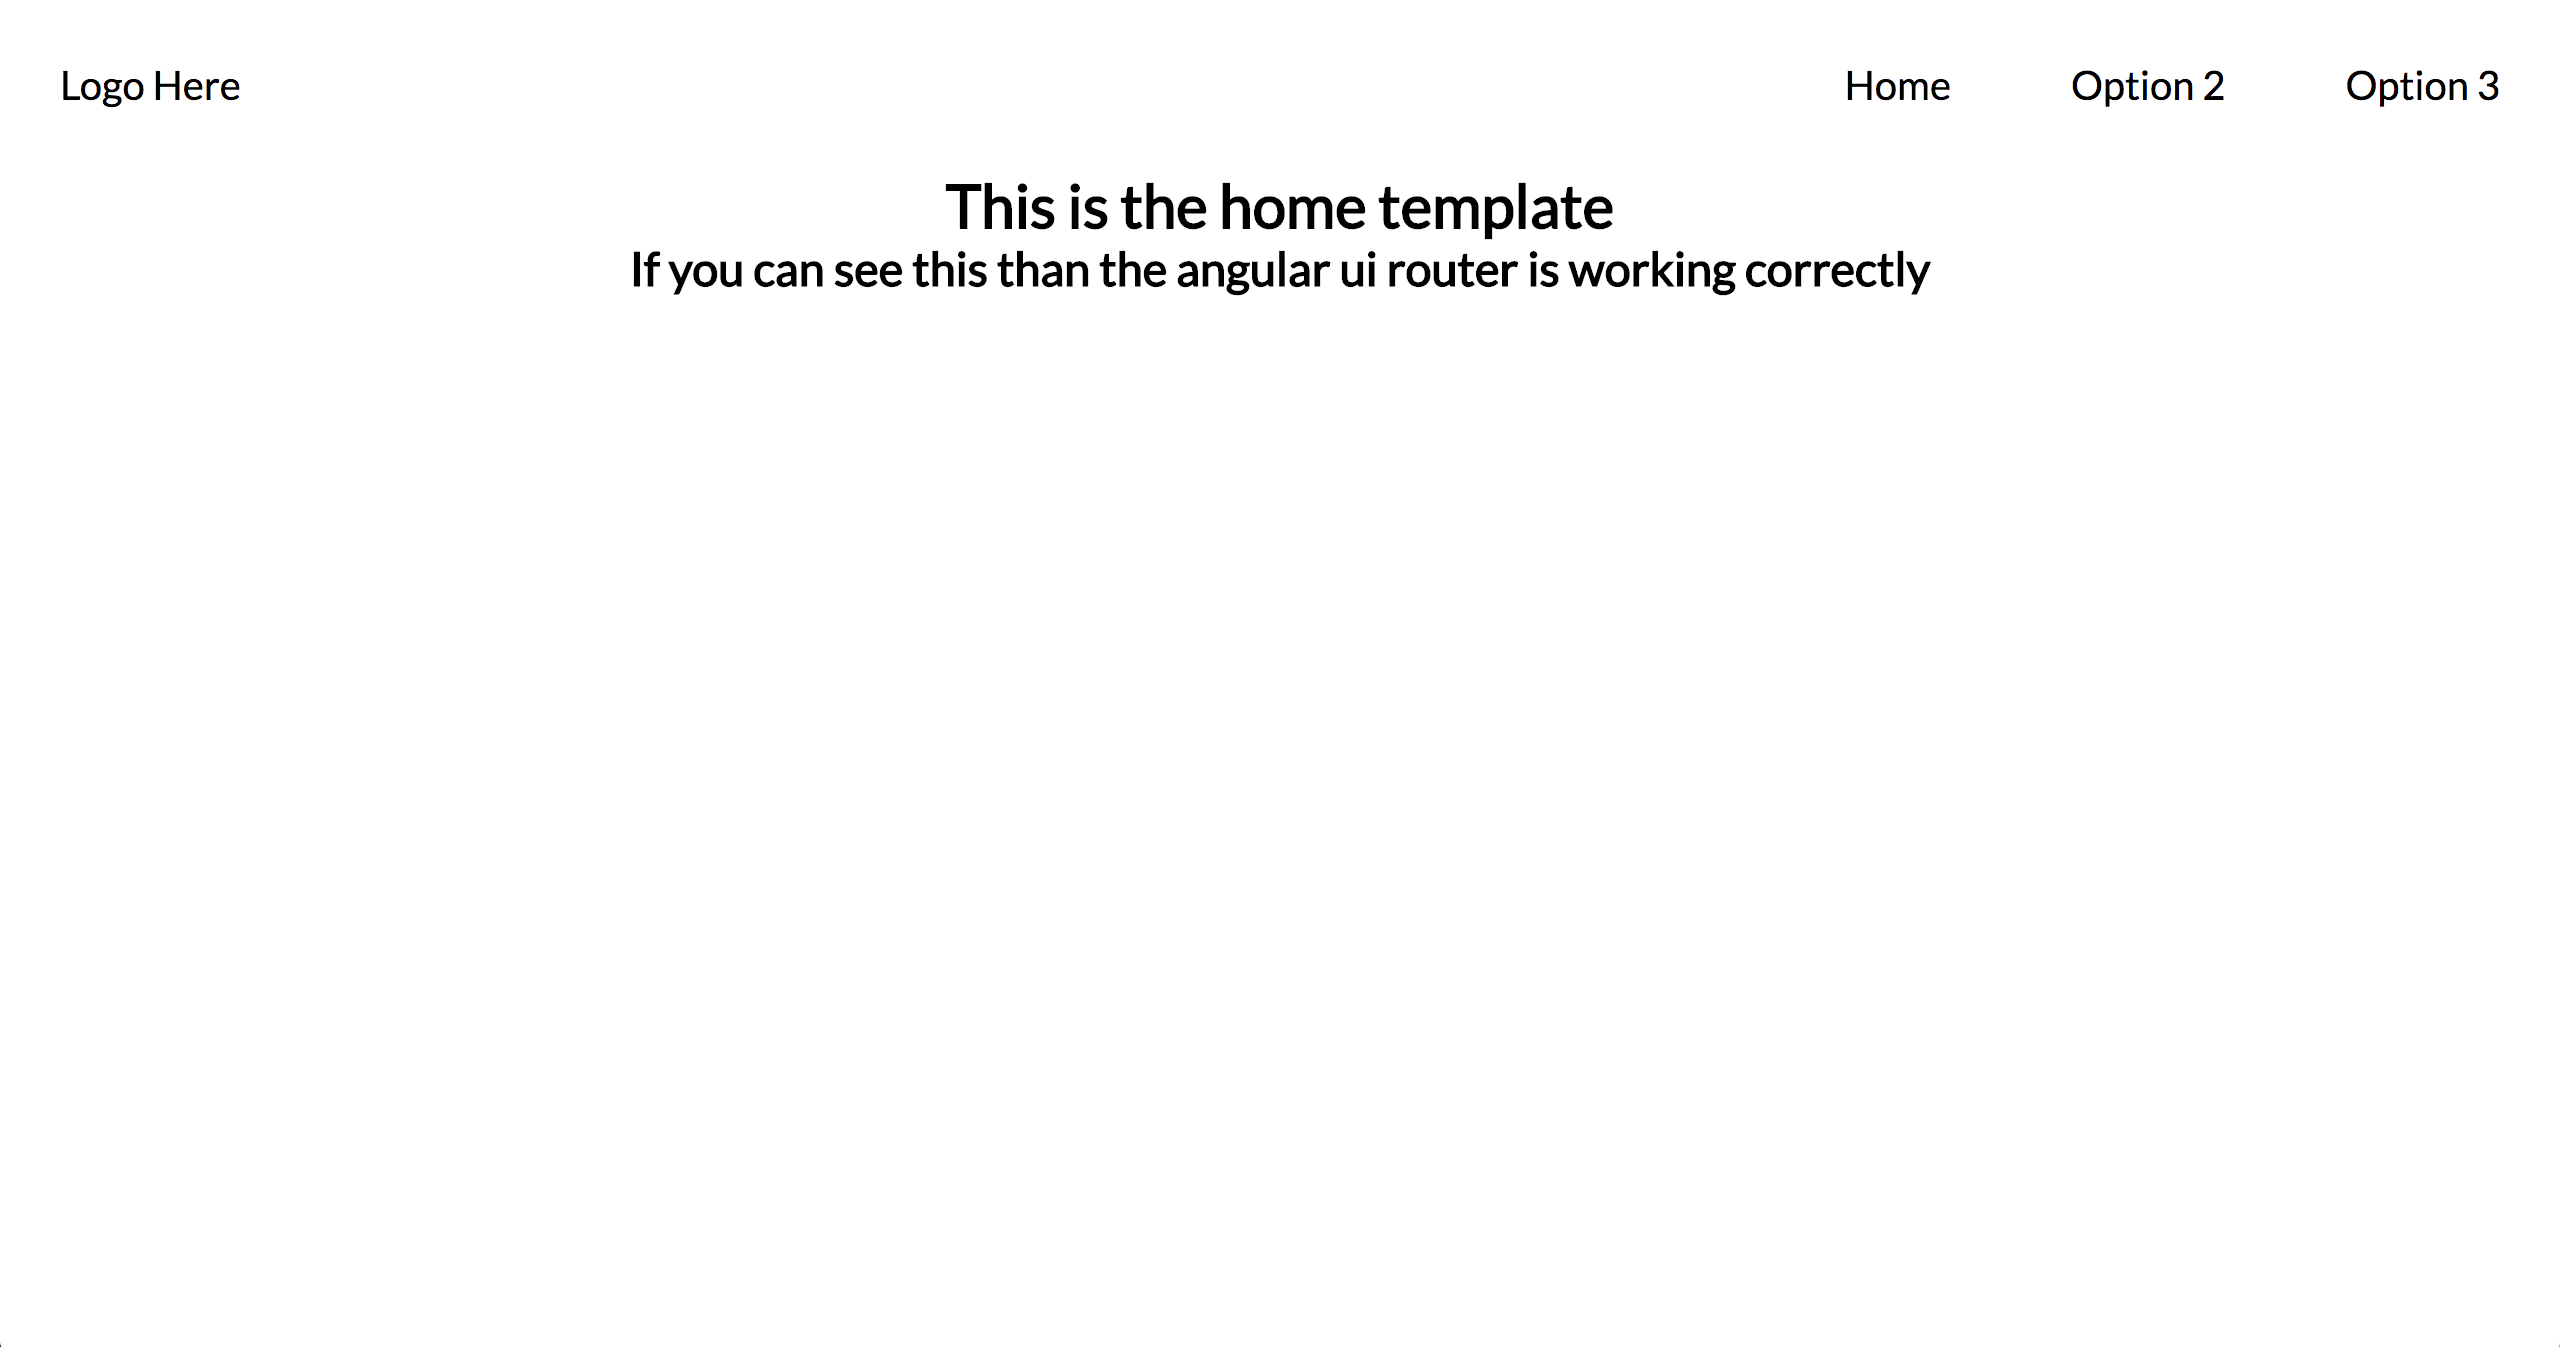 Logo Here Home Option 2 Option 3
This is the home template
If you can see this than the angular ui router is working correctly